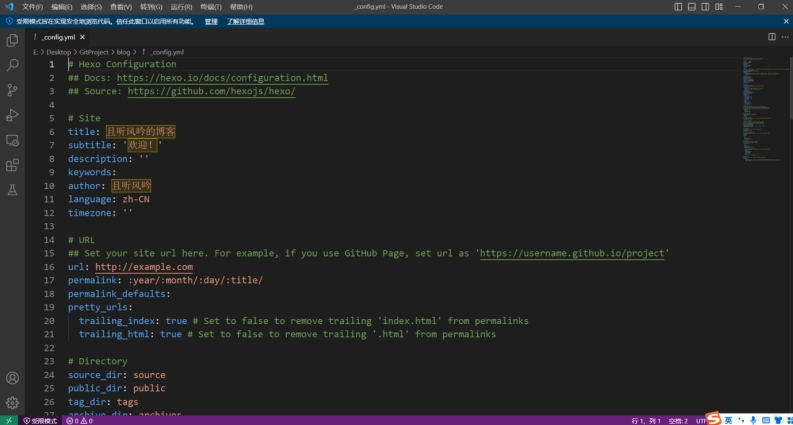 文件(F) 编辑(E) 选择(S) 查看(V) 转到(G) 运行(R) 终端(T) 帮助(H) _config.yml - Visual Studio Code
受限模式旨在实现安全地浏览代码。信任此窗口以启用所有功能。 管理 了解详细信息
! _config.yml ×
E: > Desktop > GitProject > blog > ! _config.yml
1 # Hexo Configuration
2 ## Docs: https://hexo.io/docs/configuration.html
3 ## Source: https://github.com/hexojs/hexo/
4
5 # Site
6 title: 且听风吟的博客
7 subtitle: '欢迎!'
8 description: ''
9 keywords:
10 author: 且听风吟
11 language: zh-CN
12 timezone: ''
13
14 # URL
15 ## Set your site url here. For example, if you use GitHub Page, set url as 'https://username.github.io/project'
16 url: http://example.com
17 permalink: :year/:month/:day/:title/
18 permalink_defaults:
19 pretty_urls:
20 trailing_index: true # Set to false to remove trailing 'index.html' from permalinks
21 trailing_html: true # Set to false to remove trailing '.html' from permalinks
22
23 # Directory
24 source_dir: source
25 public_dir: public
26 tag_dir: tags
27 archive_dir: archives
受限模式 0 0 行 1，列 1 空格: 2 UTF 英